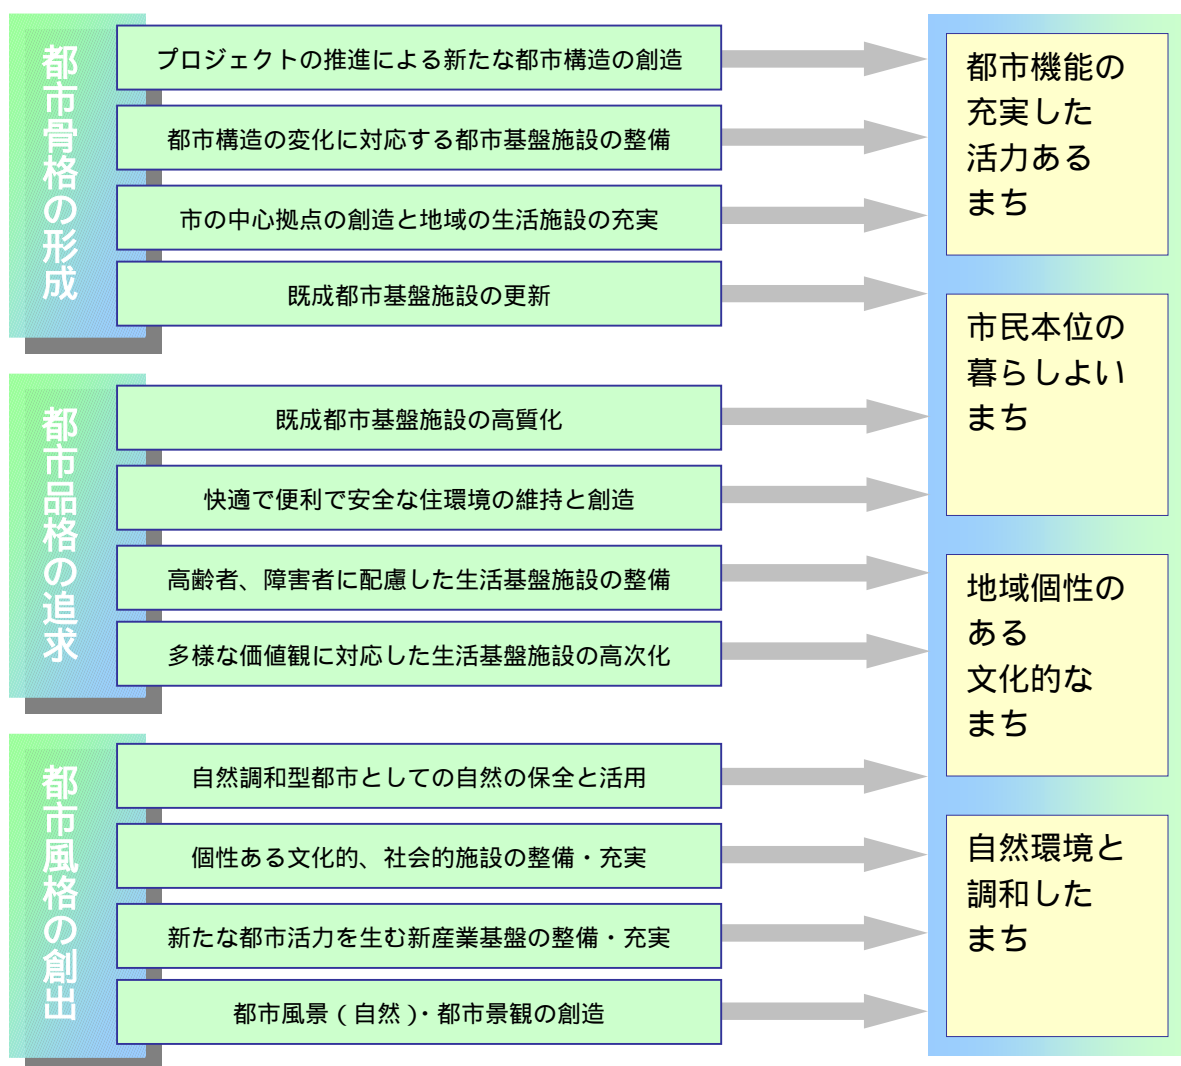 都市骨格の形成
プロジェクトの推進による新たな都市構造の創造
都市構造の変化に対応する都市基盤施設の整備
市の中心拠点の創造と地域の生活施設の充実
既成都市基盤施設の更新
都市品格の追求
既成都市基盤施設の高質化
快適で便利で安全な住環境の維持と創造
高齢者、障害者に配慮した生活基盤施設の整備
多様な価値観に対応した生活基盤施設の高次化
都市風格の創出
自然調和型都市としての自然の保全と活用
個性ある文化的、社会的施設の整備・充実
新たな都市活力を生む新産業基盤の整備・充実
都市風景(自然)・都市景観の創造
都市機能の
充実した
活力ある
まち
市民本位の
暮らしよい
まち
地域個性の
ある
文化的な
まち
自然環境と
調和した
まち